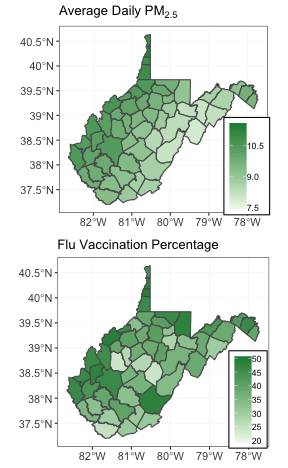 Average Daily PM2.5
40.5°N
40°N
39.5°N
39°N
38.5°N
38°N
37.5°N
10.5
9.0
7.5
82°W 81°W 80°W 79°W 78°W
Flu Vaccination Percentage
40.5°N
40°N
39.5°N
39°N
38.5°N
38°N
37.5°N
50
45
40
35
30
25
20
82°W 81°W 80°W 79°W 78°W